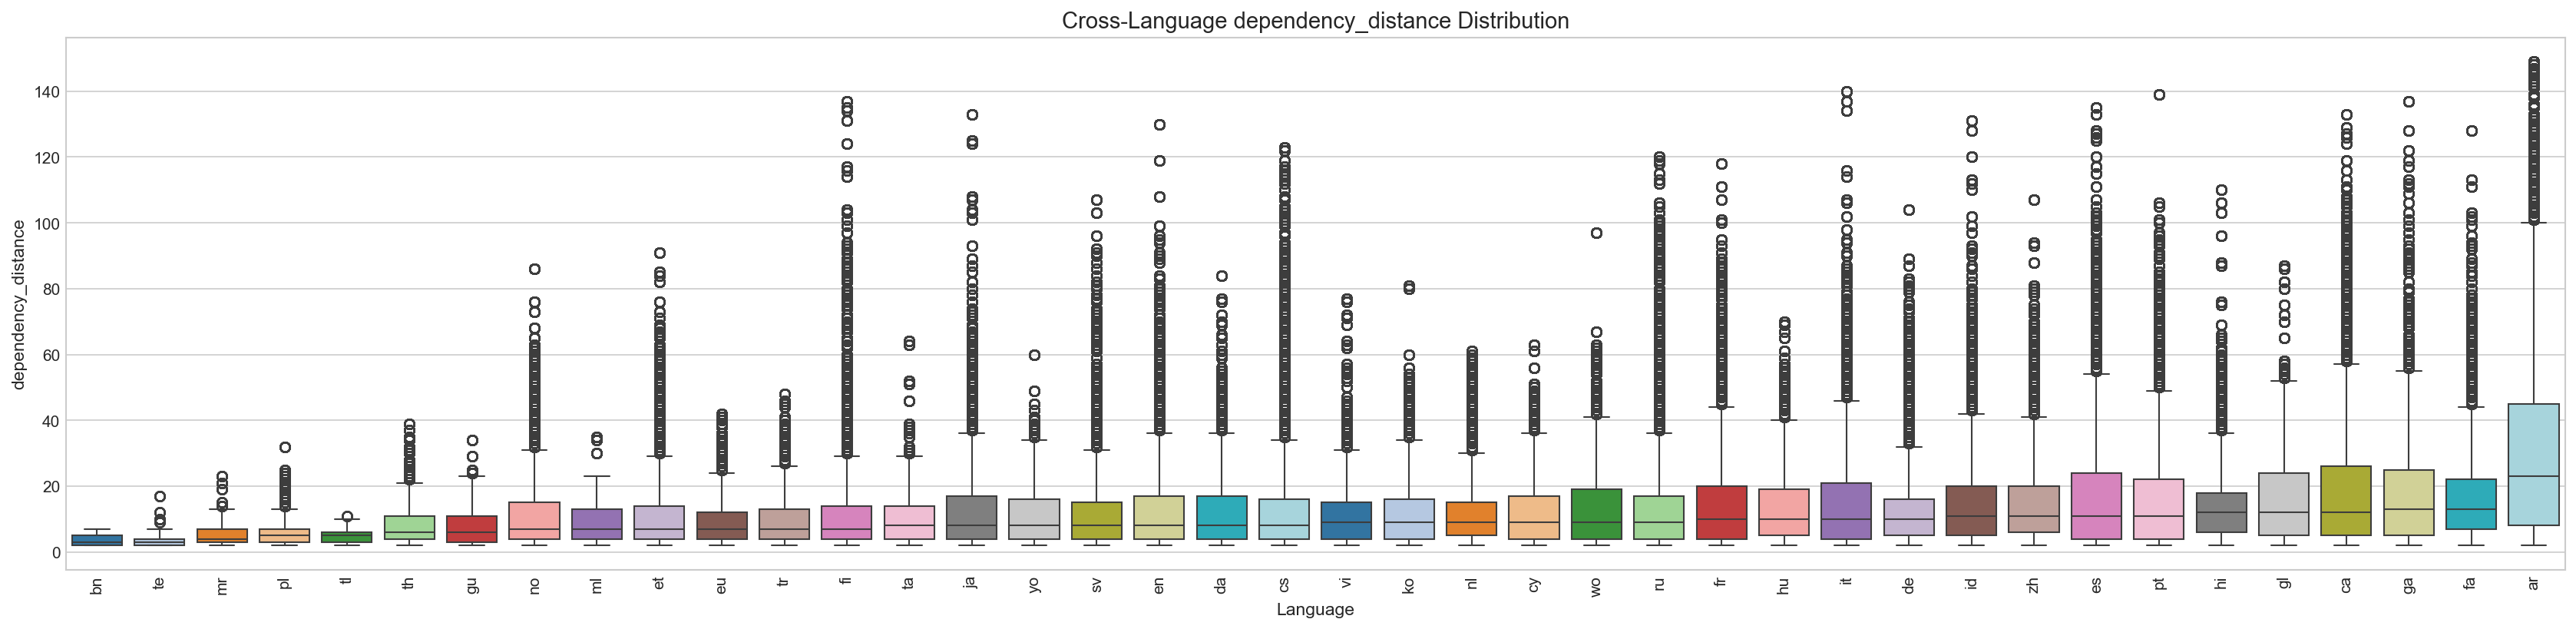 Cross-Language dependency_distance Distribution
dependency_distance
140
120
100
80
60
40
20
0
bn te mr pl tl th gu no ml et eu tr fi ta ja yo sv en da cs vi ko nl cy wo ru fr hu it de id zh es pt hi gl ca ga fa ar
Language